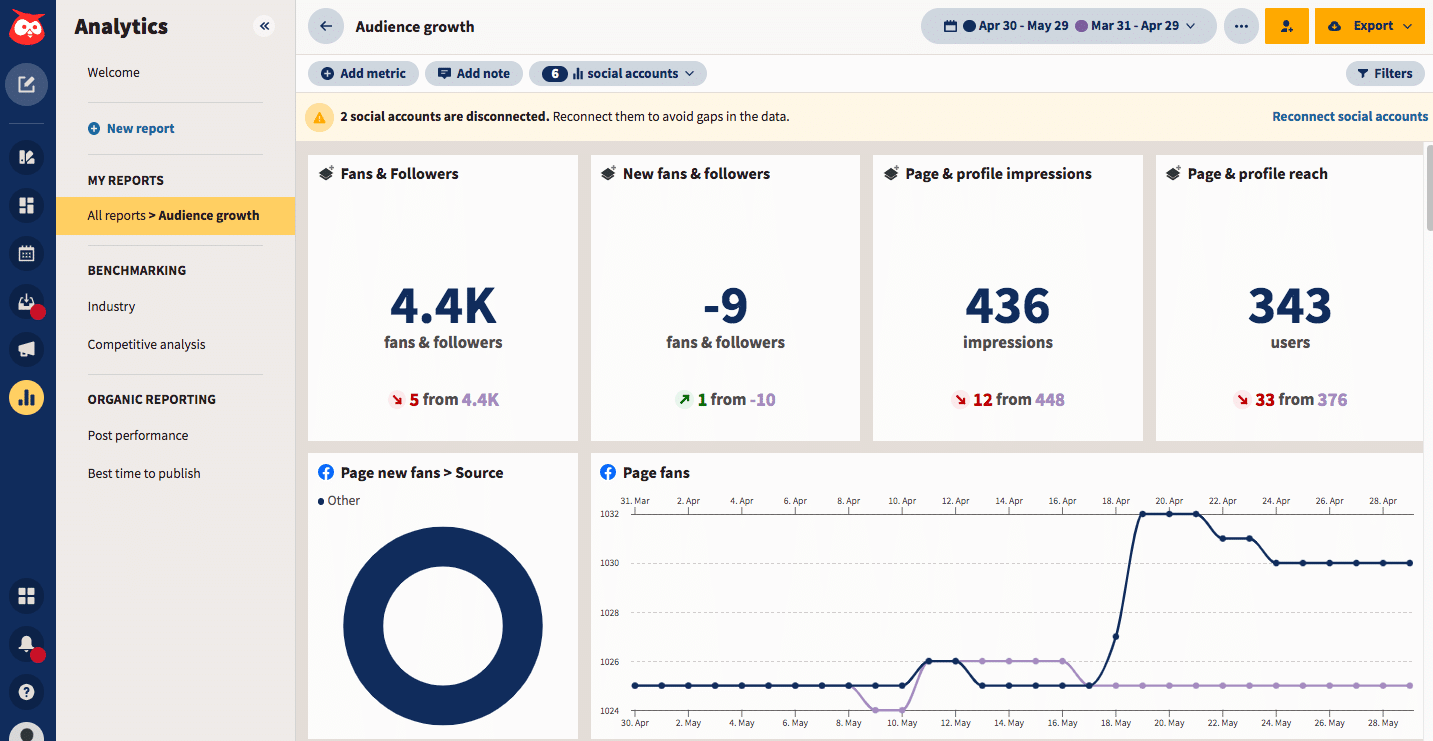 Analytics
Welcome
New report
MY REPORTS
All reports > Audience growth
BENCHMARKING
Industry
Competitive analysis
ORGANIC REPORTING
Post performance
Best time to publish
Audience growth
Apr 30 - May 29 Mar 31 - Apr 29
Export
Add metric Add note 6 social accounts Filters
2 social accounts are disconnected. Reconnect them to avoid gaps in the data. Reconnect social accounts
Fans & Followers
4.4K
fans & followers
5 from 4.4K
New fans & followers
-9
fans & followers
1 from -10
Page & profile impressions
436
impressions
12 from 448
Page & profile reach
343
users
33 from 376
Page new fans > Source
Other
Page fans
31. Mar 2. Apr 4. Apr 6. Apr 8. Apr 10. Apr 12. Apr 14. Apr 16. Apr 18. Apr 20. Apr 22. Apr 24. Apr 26. Apr 28. Apr
1032
1030
1028
1026
1024
30. Apr 2. May 4. May 6. May 8. May 10. May 12. May 14. May 16. May 18. May 20. May 22. May 24. May 26. May 28. May